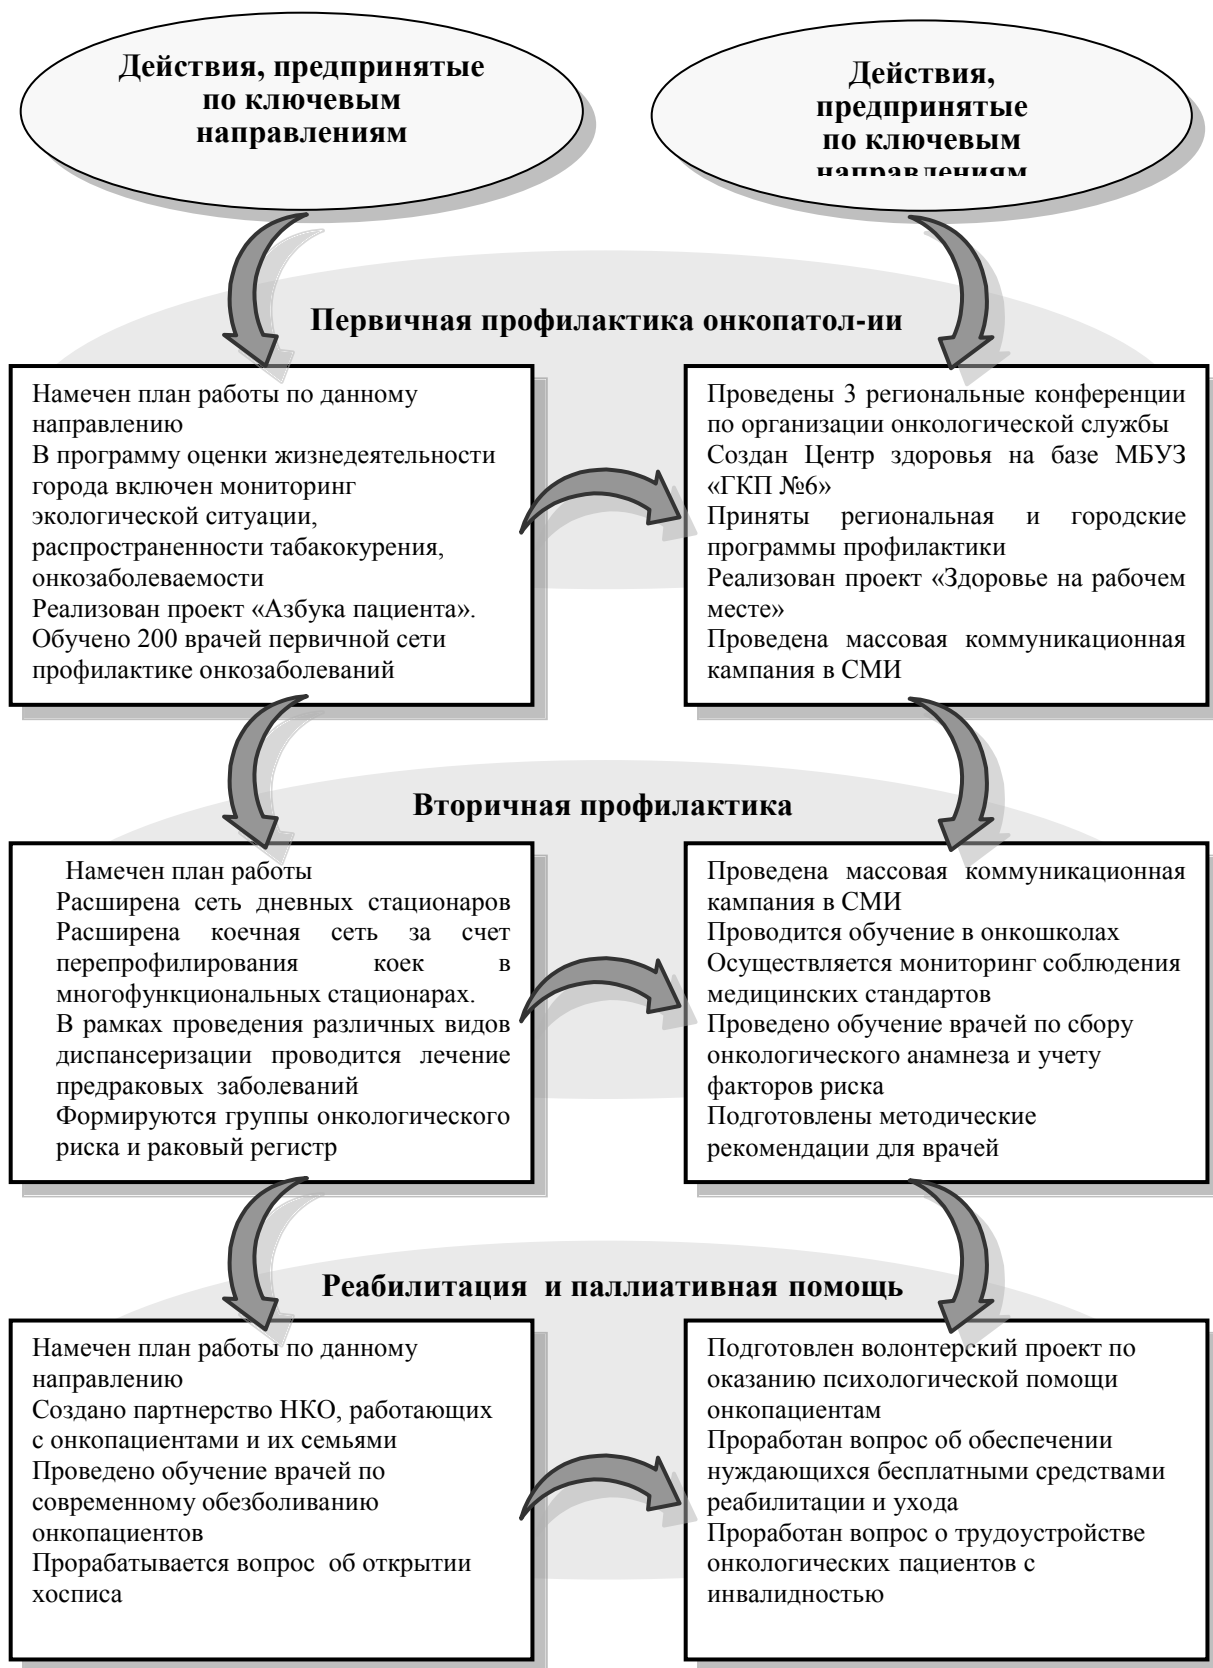 Действия, предпринятые
по ключевым
направлениям
Действия,
предпринятые
по ключевым
направлениям
Первичная профилактика онкопатол-ии
Намечен план работы по данному
направлению
В программу оценки жизнедеятельности
города включен мониторинг
экологической ситуации,
распространенности табакокурения,
онкозаболеваемости
Реализован проект «Азбука пациента».
Обучено 200 врачей первичной сети
профилактике онкозаболеваний
Проведены 3 региональные конференции
по организации онкологической службы
Создан Центр здоровья на базе МБУЗ
«ГКП №6»
Приняты региональная и городские
программы профилактики
Реализован проект «Здоровье на рабочем
месте»
Проведена массовая коммуникационная
кампания в СМИ
Вторичная профилактика
Намечен план работы
Расширена сеть дневных стационаров
Расширена коечная сеть за счет
перепрофилирования коек в
многофункциональных стационарах.
В рамках проведения различных видов
диспансеризации проводится лечение
предраковых заболеваний
Формируются группы онкологического
риска и раковый регистр
Проведена массовая коммуникационная
кампания в СМИ
Проводится обучение в онкошколах
Осуществляется мониторинг соблюдения
медицинских стандартов
Проведено обучение врачей по сбору
онкологического анамнеза и учету
факторов риска
Подготовлены методические
рекомендации для врачей
Реабилитация и паллиативная помощь
Намечен план работы по данному
направлению
Создано партнерство НКО, работающих
с онкопациентами и их семьями
Проведено обучение врачей по
современному обезболиванию
онкопациентов
Прорабатывается вопрос об открытии
хосписа
Подготовлен волонтерский проект по
оказанию психологической помощи
онкопациентам
Проработан вопрос об обеспечении
нуждающихся бесплатными средствами
реабилитации и ухода
Проработан вопрос о трудоустройстве
онкологических пациентов с
инвалидностью